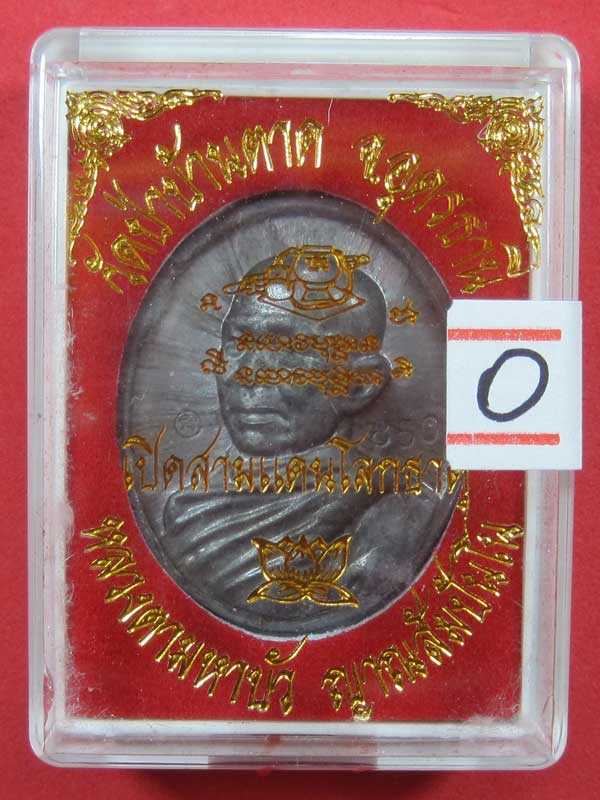 วัดป่าบ้านตาด จ.อุดรธานี
O
858
เปิดสามแดนโลกธาตุ
หลวงตามหาบัว ญาณสัมปันโน